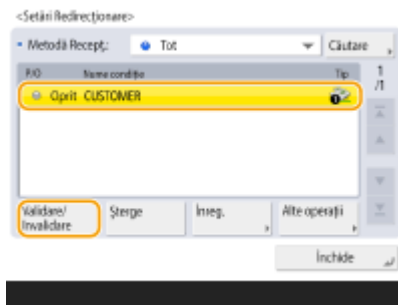 <Setări Redirecţionare>
Metodă Recepţ.: Tot Căutare
P/O Nume condiţie Tip 1
/1
Oprit CUSTOMER
Validare/
Invalidare Şterge Înreg. Alte operaţii
Închide